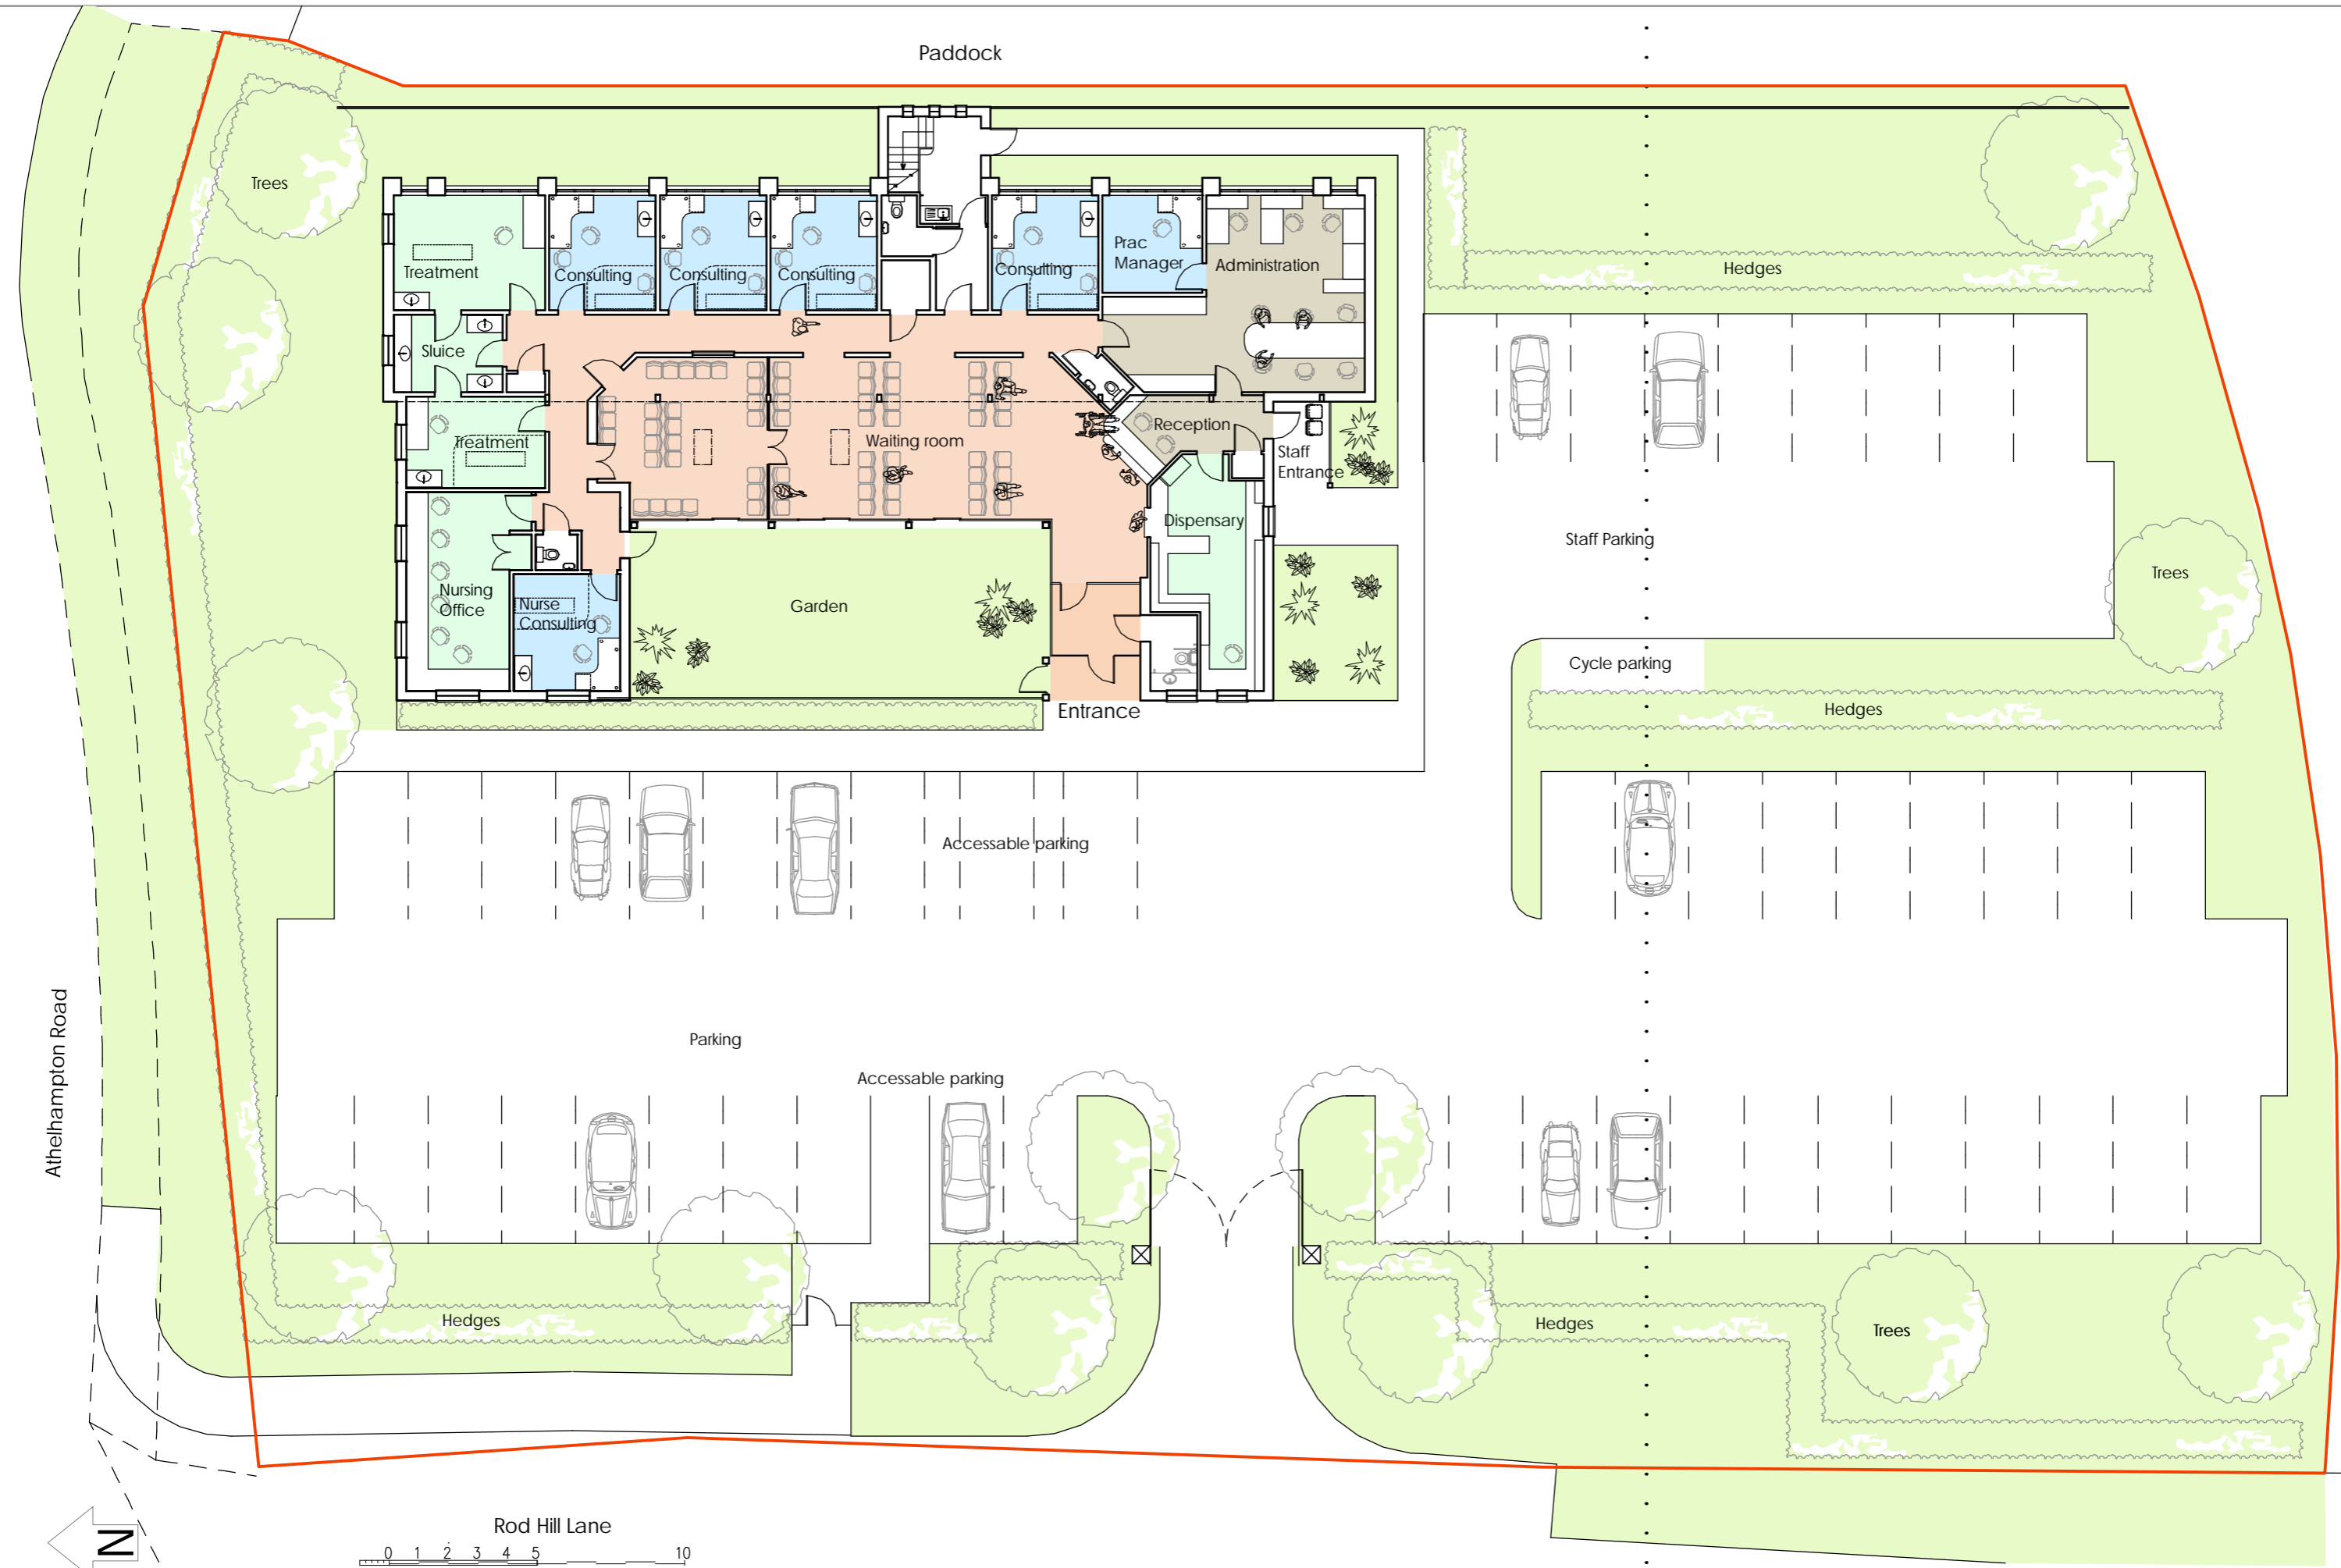 Paddock
Trees
Treatment
Consulting
Consulting
Consulting
Consulting
Prac
Manager
Administration
Hedges
Sluice
Treatment
Waiting room
Reception
Staff
Entrance
Dispensary
Staff Parking
Trees
Nursing
Office
Nurse
Consulting
Garden
Cycle parking
Entrance
Hedges
Accessable parking
Parking
Accessable parking
Athelhampton Road
Hedges
Hedges
Trees
N
Rod Hill Lane
0 1 2 3 4 5 10